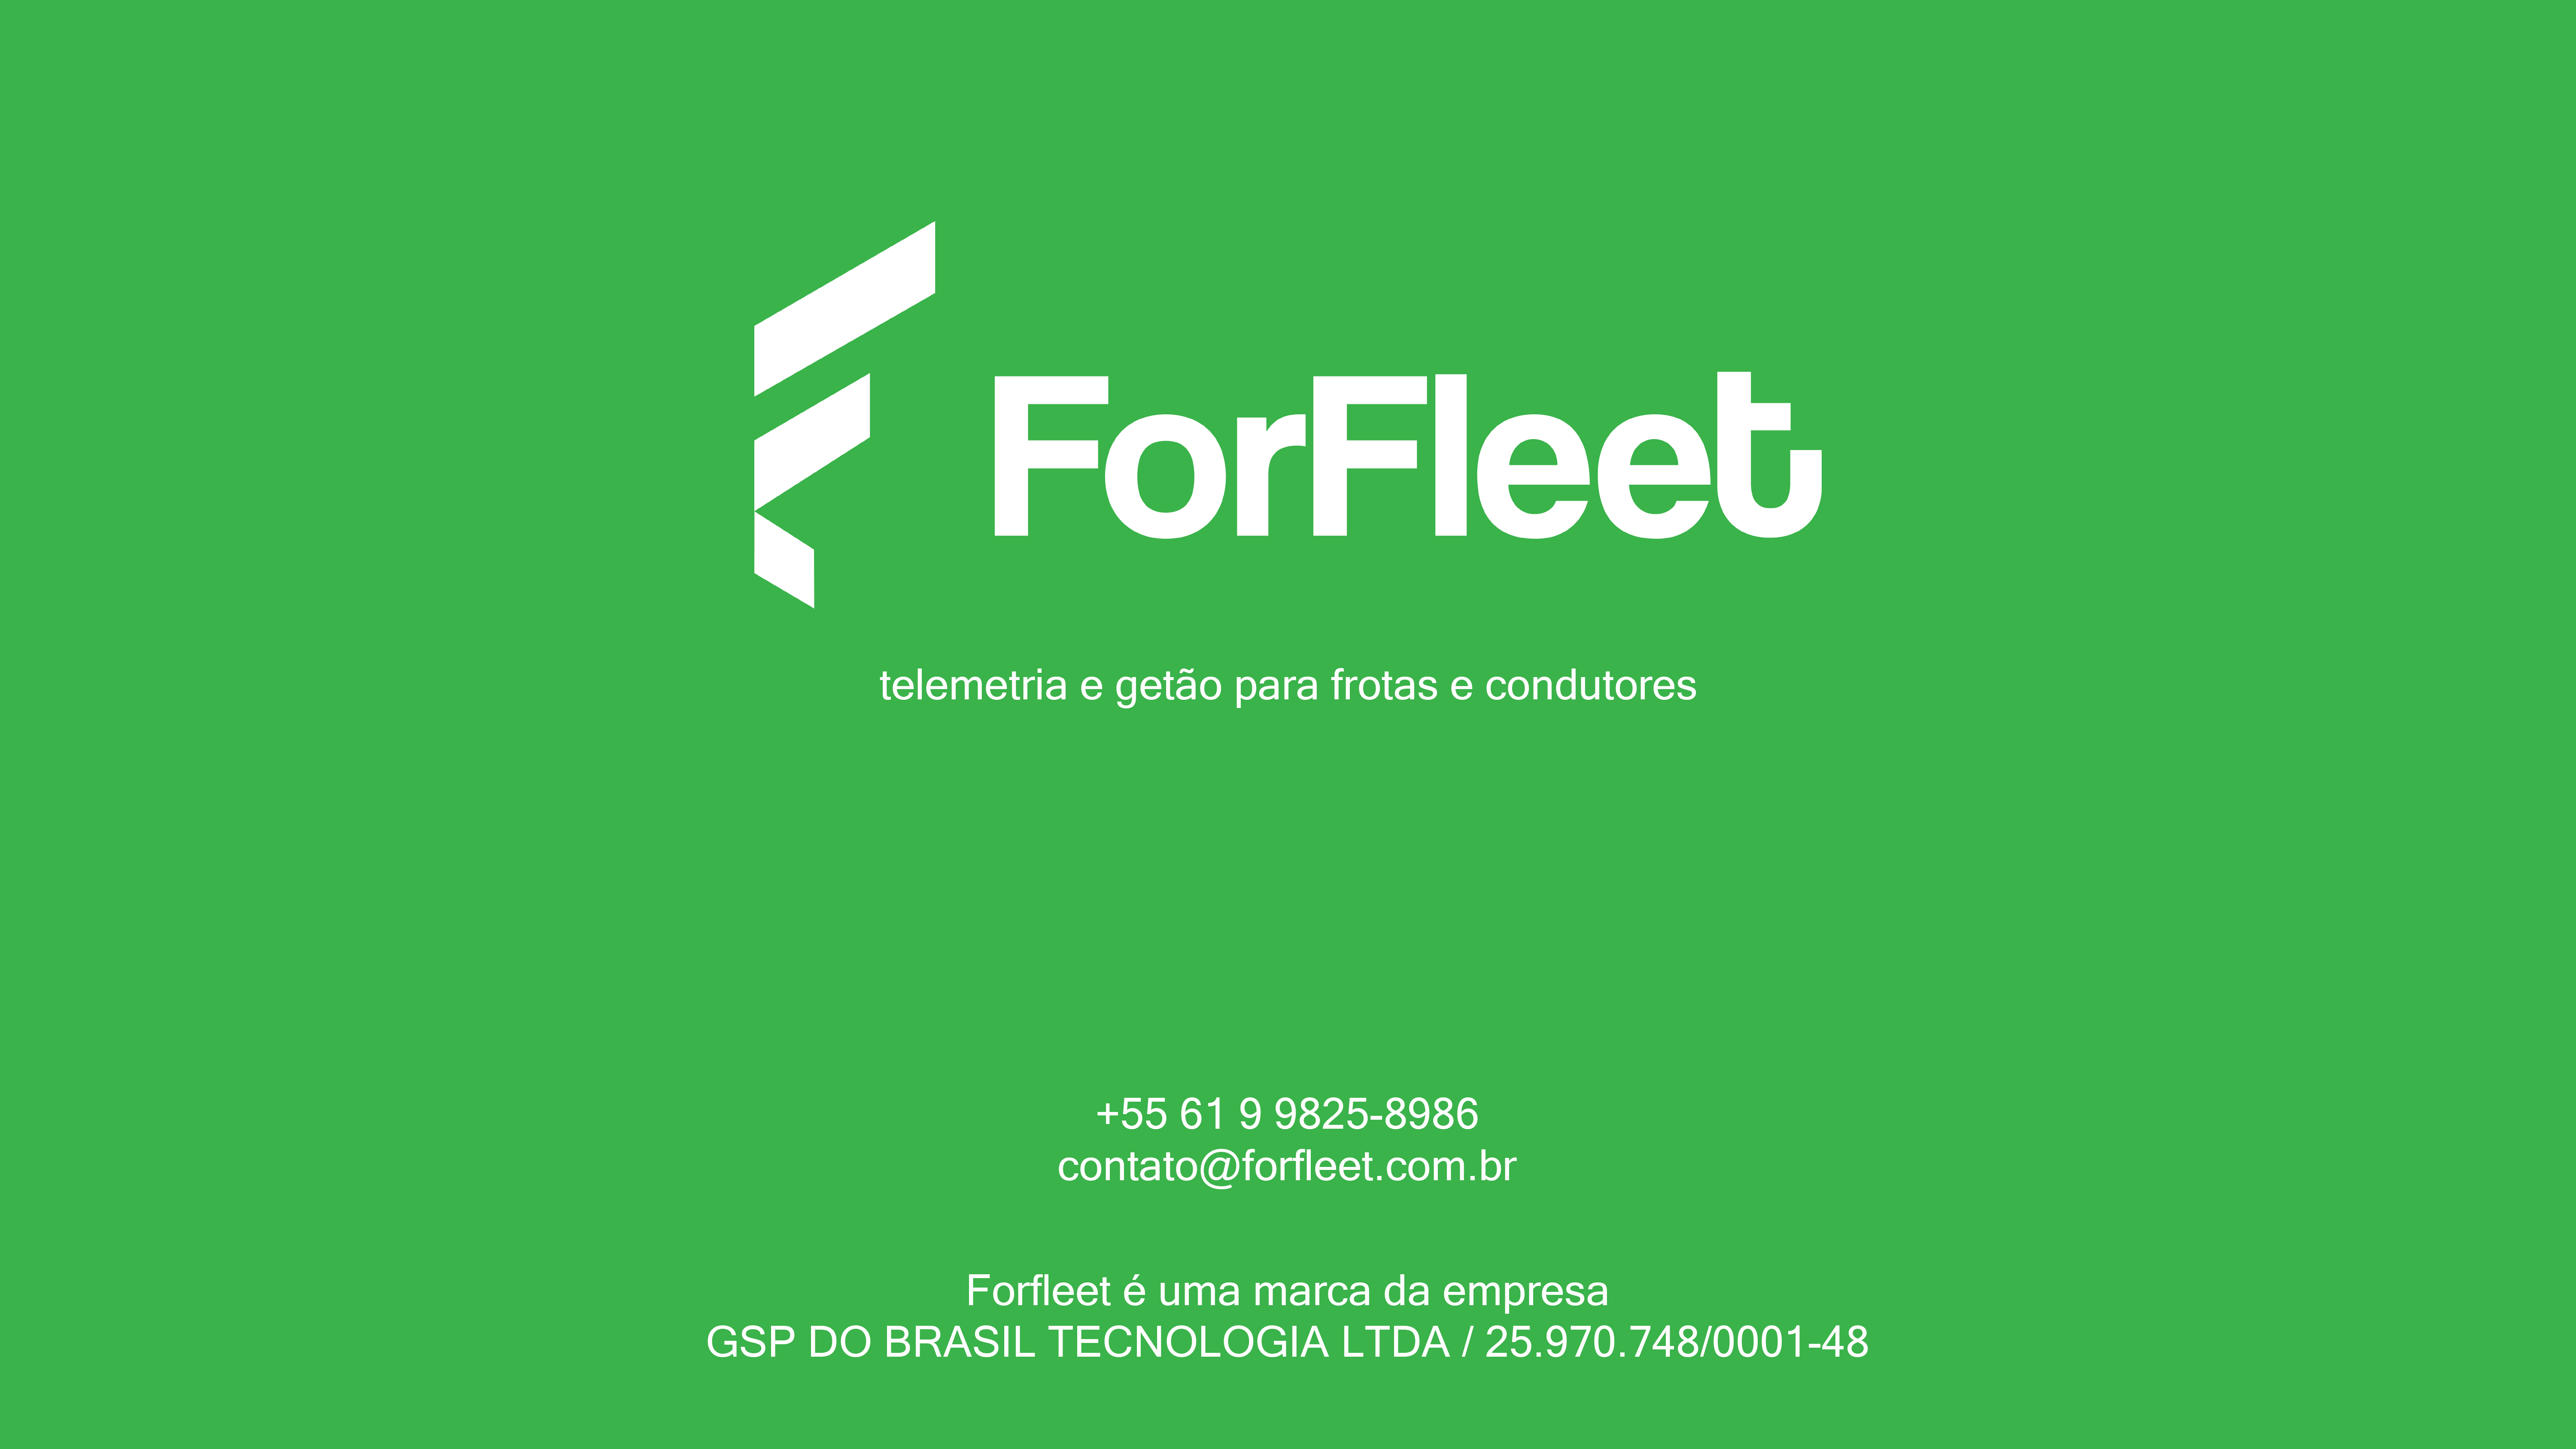 ForFleet
telemetria e getão para frotas e condutores
+55 61 9 9825-8986
contato@forfleet.com.br
Forfleet é uma marca da empresa
GSP DO BRASIL TECNOLOGIA LTDA / 25.970.748/0001-48